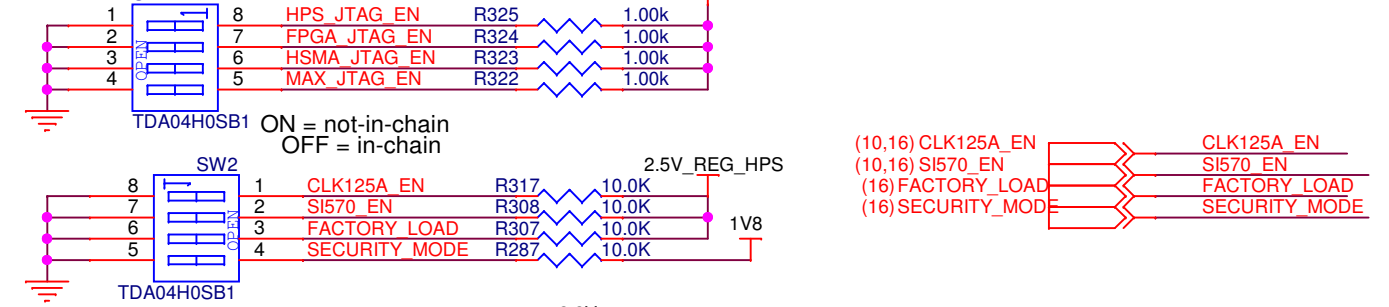 1 8 HPS_JTAG_EN R325 1.00k
2 7 FPGA_JTAG_EN R324 1.00k
3 6 HSMA_JTAG_EN R323 1.00k
4 5 MAX_JTAG_EN R322 1.00k
OPEN
TDA04H0SB1
ON = not-in-chain
OFF = in-chain
SW2
2.5V_REG_HPS
8 1 CLK125A_EN R317 10.0K
7 2 SI570_EN R308 10.0K
6 3 FACTORY_LOAD R307 10.0K
5 4 SECURITY_MODE R287 10.0K
OPEN
1V8
TDA04H0SB1
(10,16) CLK125A_EN CLK125A_EN
(10,16) SI570_EN SI570_EN
(16) FACTORY_LOAD FACTORY_LOAD
(16) SECURITY_MODE SECURITY_MODE